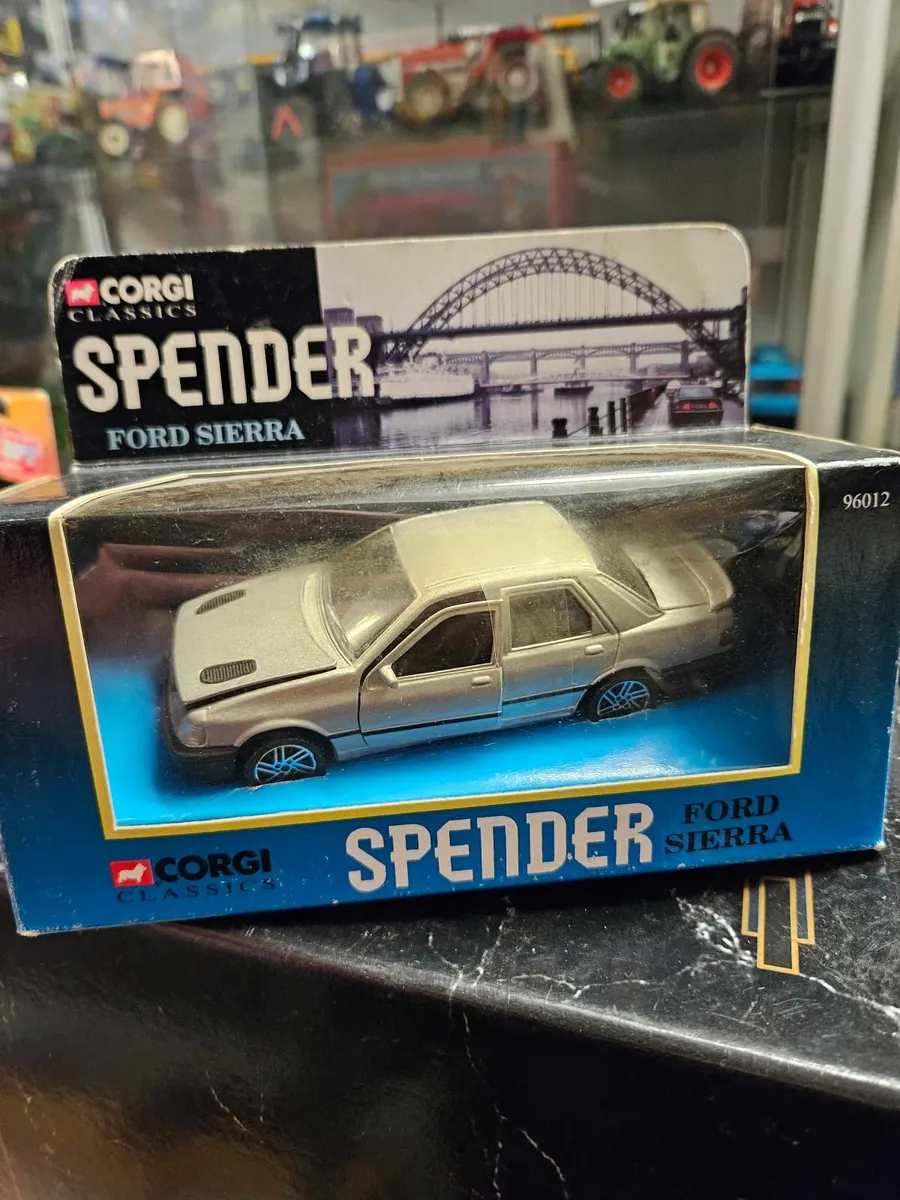 CORGI
CLASSICS
SPENDER
FORD SIERRA
96012
CORGI
CLASSICS
SPENDER
FORD
SIERRA